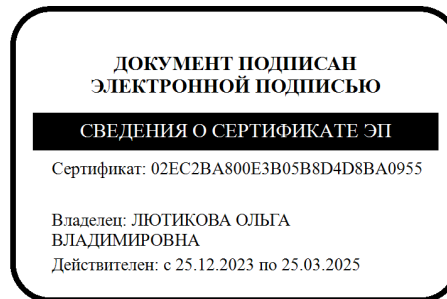 ДОКУМЕНТ ПОДПИСАН
ЭЛЕКТРОННОЙ ПОДПИСЬЮ
СВЕДЕНИЯ О СЕРТИФИКАТЕ ЭП
Сертификат: 02EC2BA800E3B05B8D4D8BA0955
Владелец: ЛЮТИКОВА ОЛЬГА
ВЛАДИМИРОВНА
Действителен: с 25.12.2023 по 25.03.2025